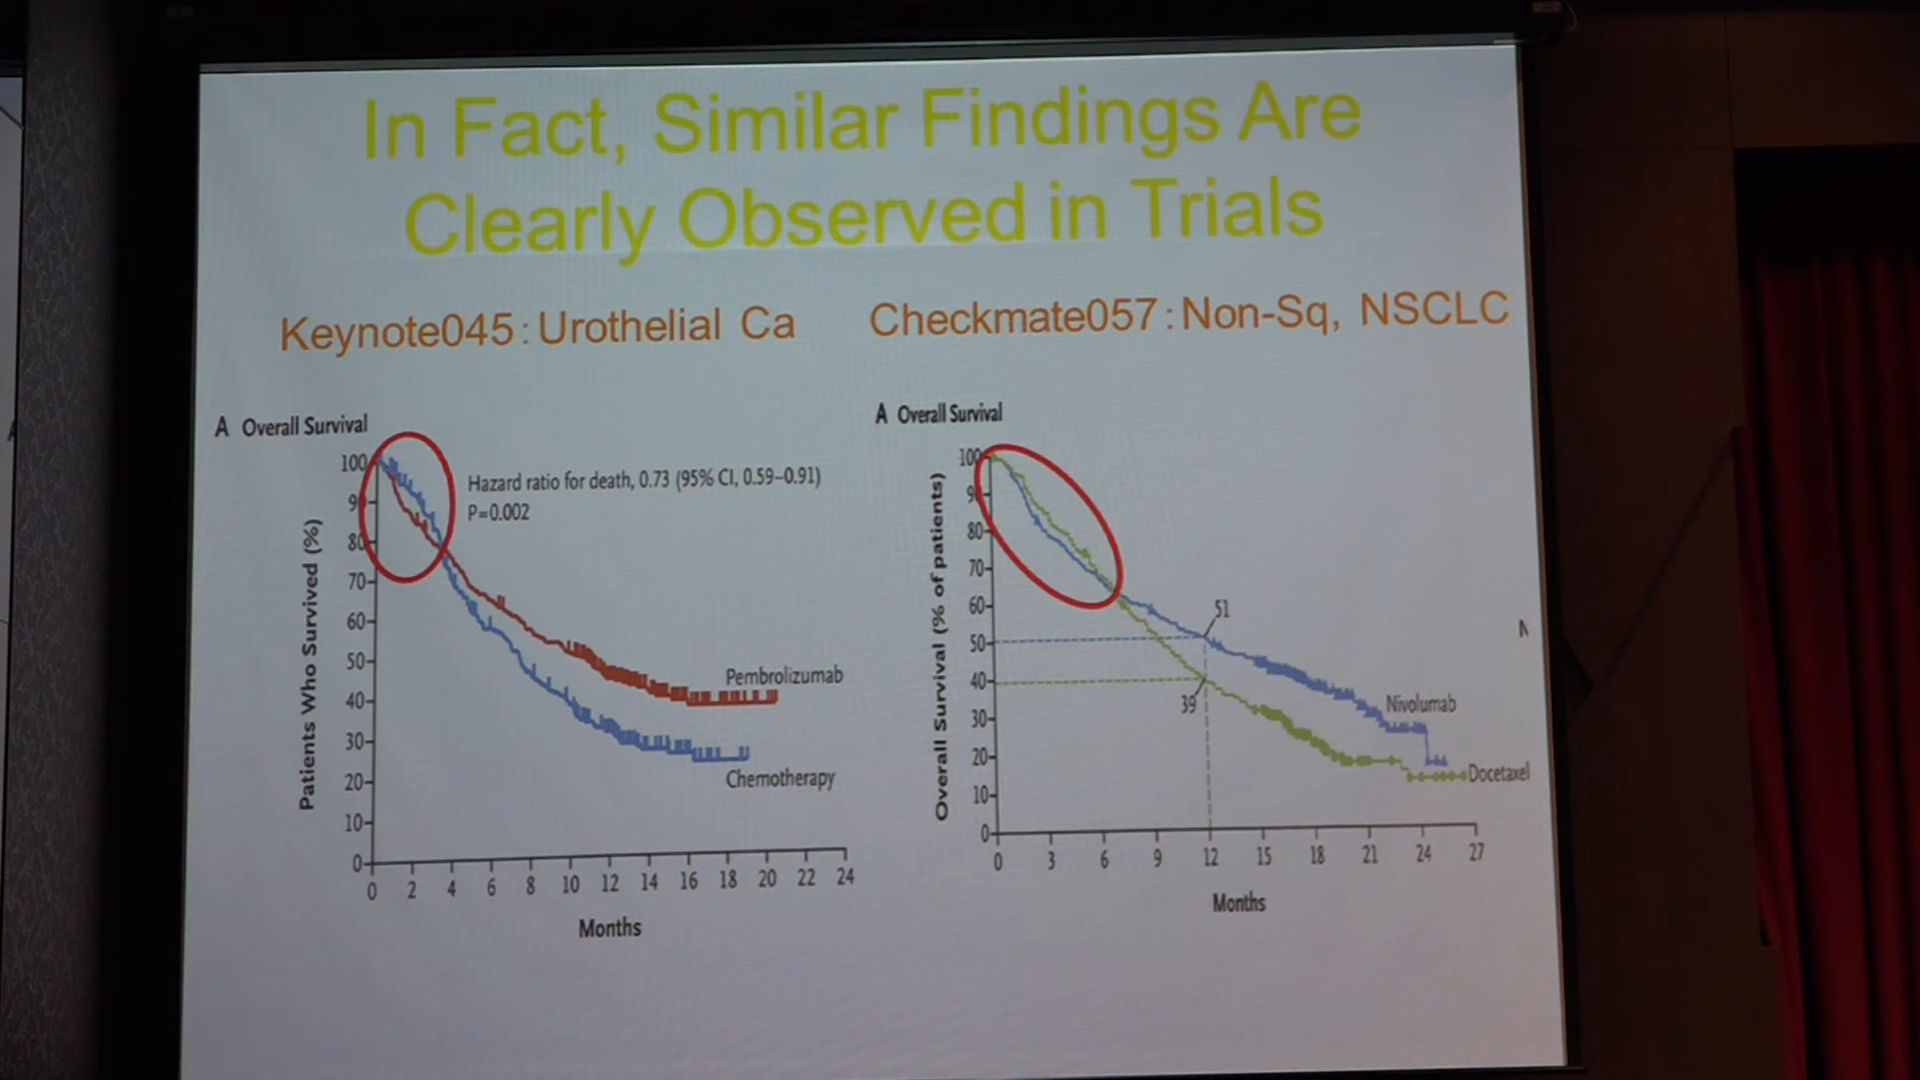 In Fact, Similar Findings Are
Clearly Observed in Trials
Keynote045 : Urothelial Ca
Checkmate057 : Non-Sq, NSCLC
A Overall Survival
Hazard ratio for death, 0.73 (95% CI, 0.59–0.91)
P=0.002
Patients Who Survived (%)
100
90
80
70
60
50
40
30
20
10
0
Pembrolizumab
Chemotherapy
0 2 4 6 8 10 12 14 16 18 20 22 24
Months
A Overall Survival
Overall Survival (% of patients)
100
90
80
70
60
50
40
30
20
10
0
51
39
Nivolumab
Docetaxel
0 3 6 9 12 15 18 21 24 27
Months
N